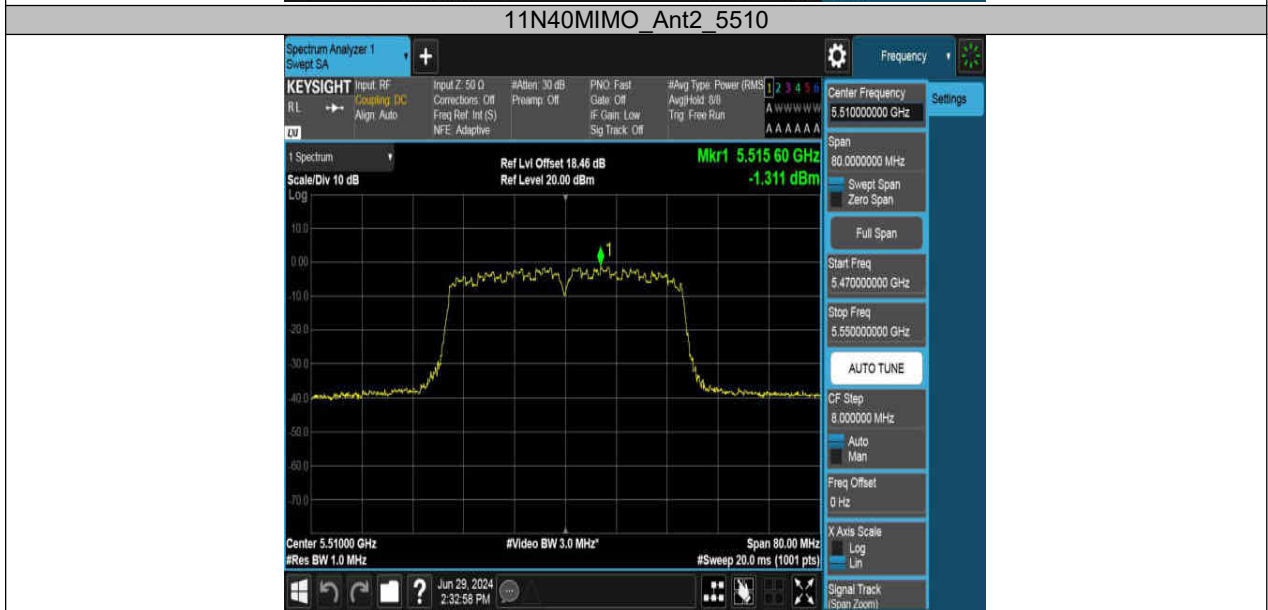 11N40MIMO_Ant2_5510
Spectrum Analyzer 1
Swept SA
+
Frequency
KEYSIGHT
RL
LXI
Input: RF
Coupling: DC
Align: Auto
Input Z: 50 Ω
Corrections: Off
Freq Ref: Int (S)
NFE: Adaptive
#Atten: 30 dB
Preamp: Off
PNO: Fast
Gate: Off
IF Gain: Low
Sig Track: Off
#Avg Type: Power (RMS
Avg|Hold: 8/8
Trig: Free Run
1 2 3 4 5 6
A W W W W W
A A A A A A
Center Frequency
5.510000000 GHz
Settings
Span
80.0000000 MHz
Swept Span
Zero Span
Full Span
Start Freq
5.470000000 GHz
Stop Freq
5.550000000 GHz
AUTO TUNE
CF Step
8.000000 MHz
Auto
Man
Freq Offset
0 Hz
X Axis Scale
Log
Lin
Signal Track
(Span Zoom)
1 Spectrum
Scale/Div 10 dB
Log
Ref Lvl Offset 18.46 dB
Ref Level 20.00 dBm
Mkr1 5.515 60 GHz
-1.311 dBm
1
10.0
0.00
-10.0
-20.0
-30.0
-40.0
-50.0
-60.0
-70.0
Center 5.51000 GHz
#Res BW 1.0 MHz
#Video BW 3.0 MHz*
Span 80.00 MHz
#Sweep 20.0 ms (1001 pts)
?
Jun 29, 2024
2:32:58 PM